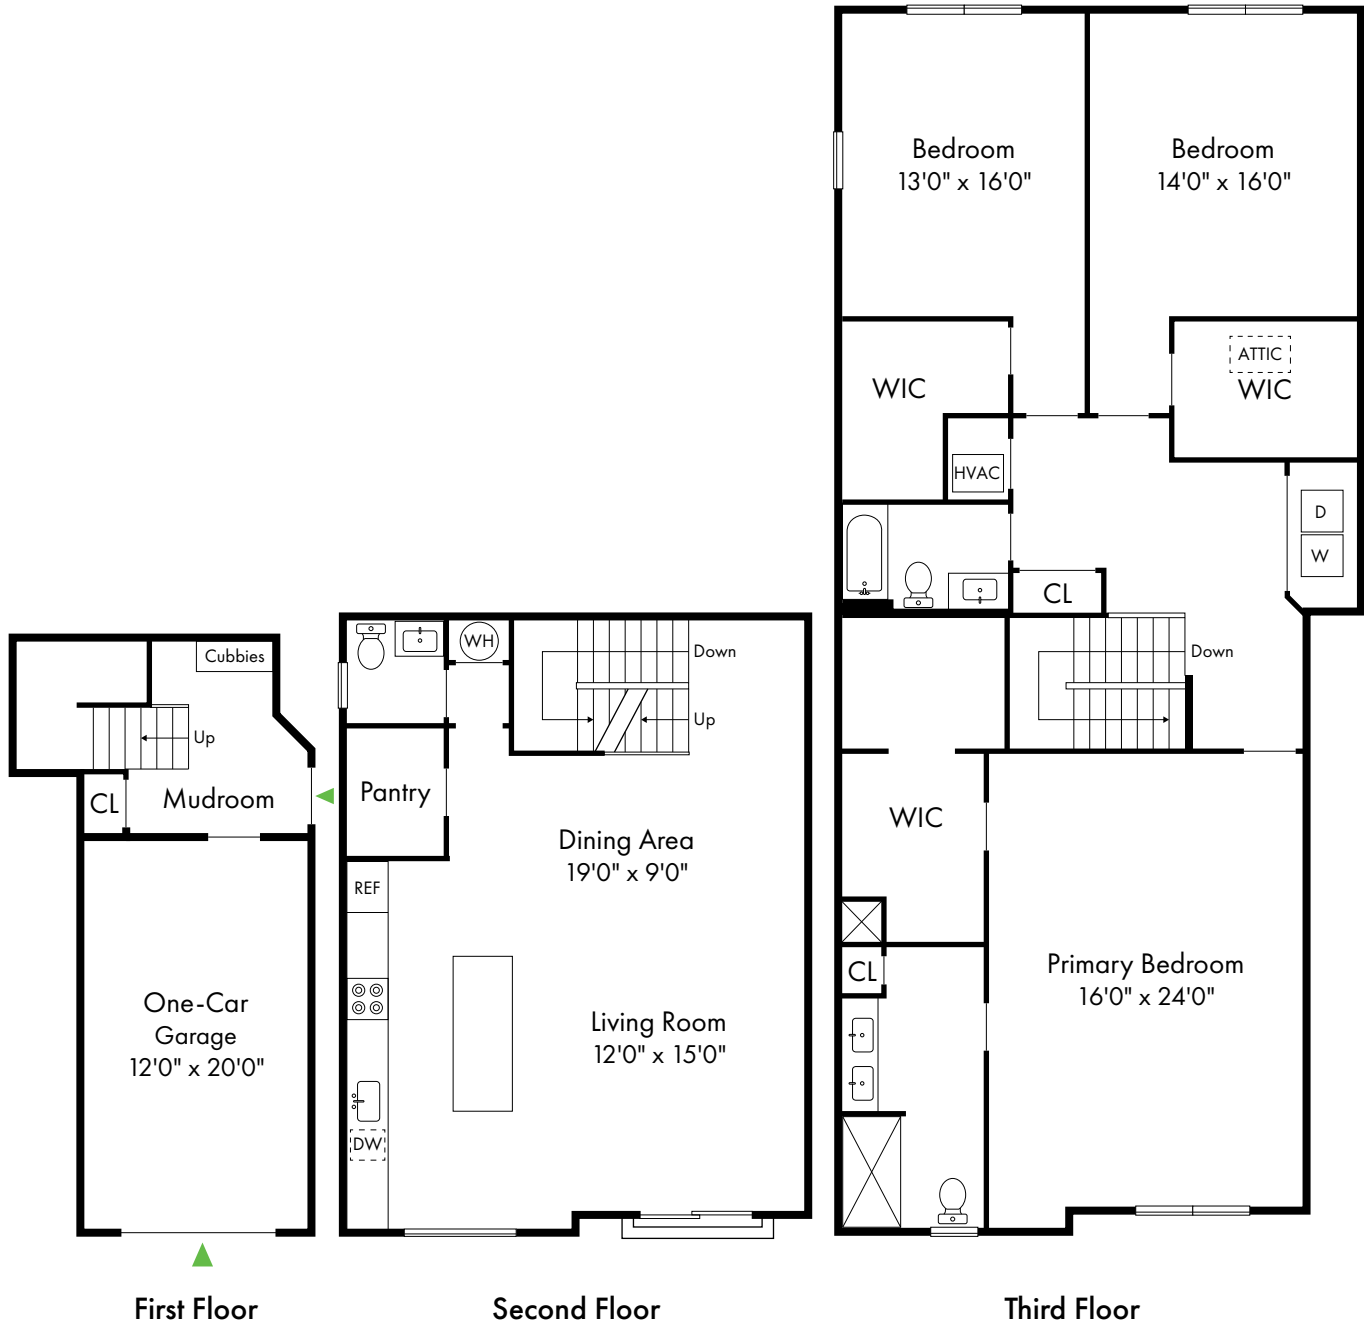 Cubbies
Up
CL
Mudroom
One-Car
Garage
12'0" x 20'0"
First Floor
WH
Down
Up
Pantry
Dining Area
19'0" x 9'0"
REF
Living Room
12'0" x 15'0"
DW
Second Floor
Bedroom
13'0" x 16'0"
Bedroom
14'0" x 16'0"
WIC
ATTIC
WIC
HVAC
D
W
CL
Down
WIC
CL
Primary Bedroom
16'0" x 24'0"
Third Floor